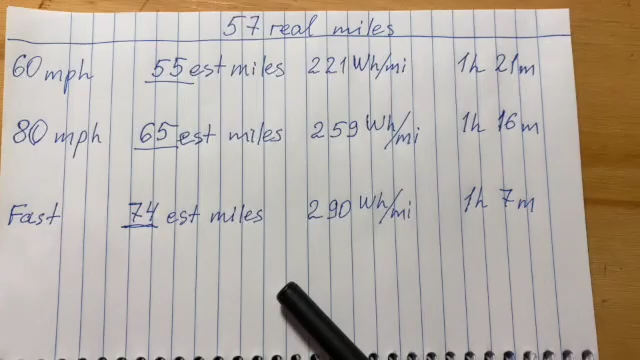 57 real miles
60 mph 55 est miles 221 Wh/mi 1h 21m
80 mph 65 est miles 259 Wh/mi 1h 16m
Fast 74 est miles 290 Wh/mi 1h 7m